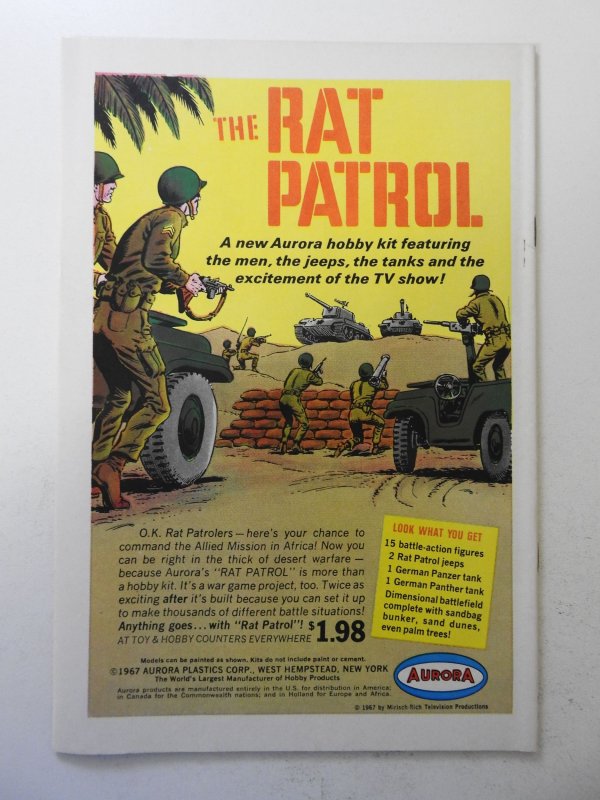 THE RAT
PATROL
A new Aurora hobby kit featuring
the men, the jeeps, the tanks and the
excitement of the TV show!
O.K. Rat Patrolers — here's your chance to
command the Allied Mission in Africa! Now you
can be right in the thick of desert warfare —
because Aurora's "RAT PATROL" is more than
a hobby kit. It's a war game project, too. Twice as
exciting after it's built because you can set it up
to make thousands of different battle situations!
Anything goes... with "Rat Patrol"! $1.98
AT TOY & HOBBY COUNTERS EVERYWHERE
LOOK WHAT YOU GET
15 battle-action figures
2 Rat Patrol jeeps
1 German Panzer tank
1 German Panther tank
Dimensional battlefield
complete with sandbag
bunker, sand dunes,
even palm trees!
Models can be painted as shown. Kits do not include paint or cement.
©1967 AURORA PLASTICS CORP., WEST HEMPSTEAD, NEW YORK
The World's Largest Manufacturer of Hobby Products
Aurora products are manufactured entirely in the U.S. for distribution in America;
in Canada for the Commonwealth nations; and in Holland for Europe and Africa.
AURORA
© 1967 by Mirisch-Rich Television Productions